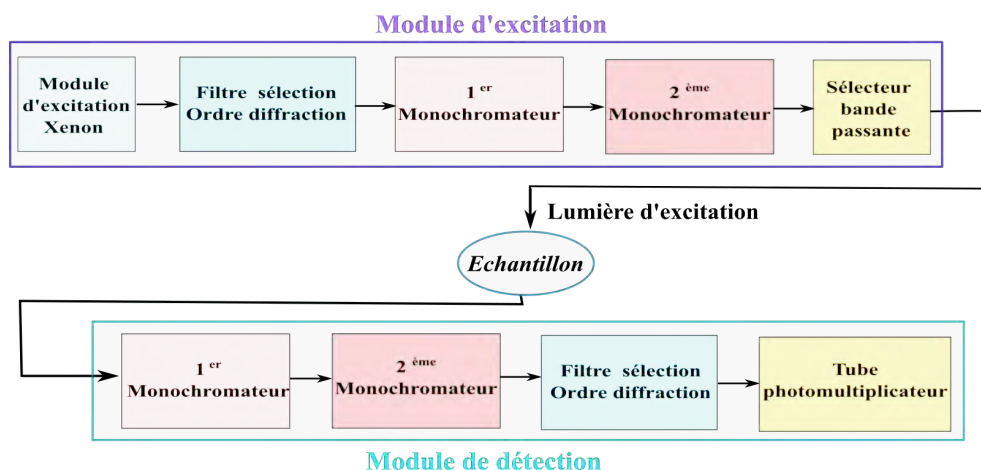 Module d'excitation
Module
d'excitation
Xenon
Filtre sélection
Ordre diffraction
1 er
Monochromateur
2 ème
Monochromateur
Sélecteur
bande
passante
Lumière d'excitation
Echantillon
1 er
Monochromateur
2 ème
Monochromateur
Filtre sélection
Ordre diffraction
Tube
photomultiplicateur
Module de détection